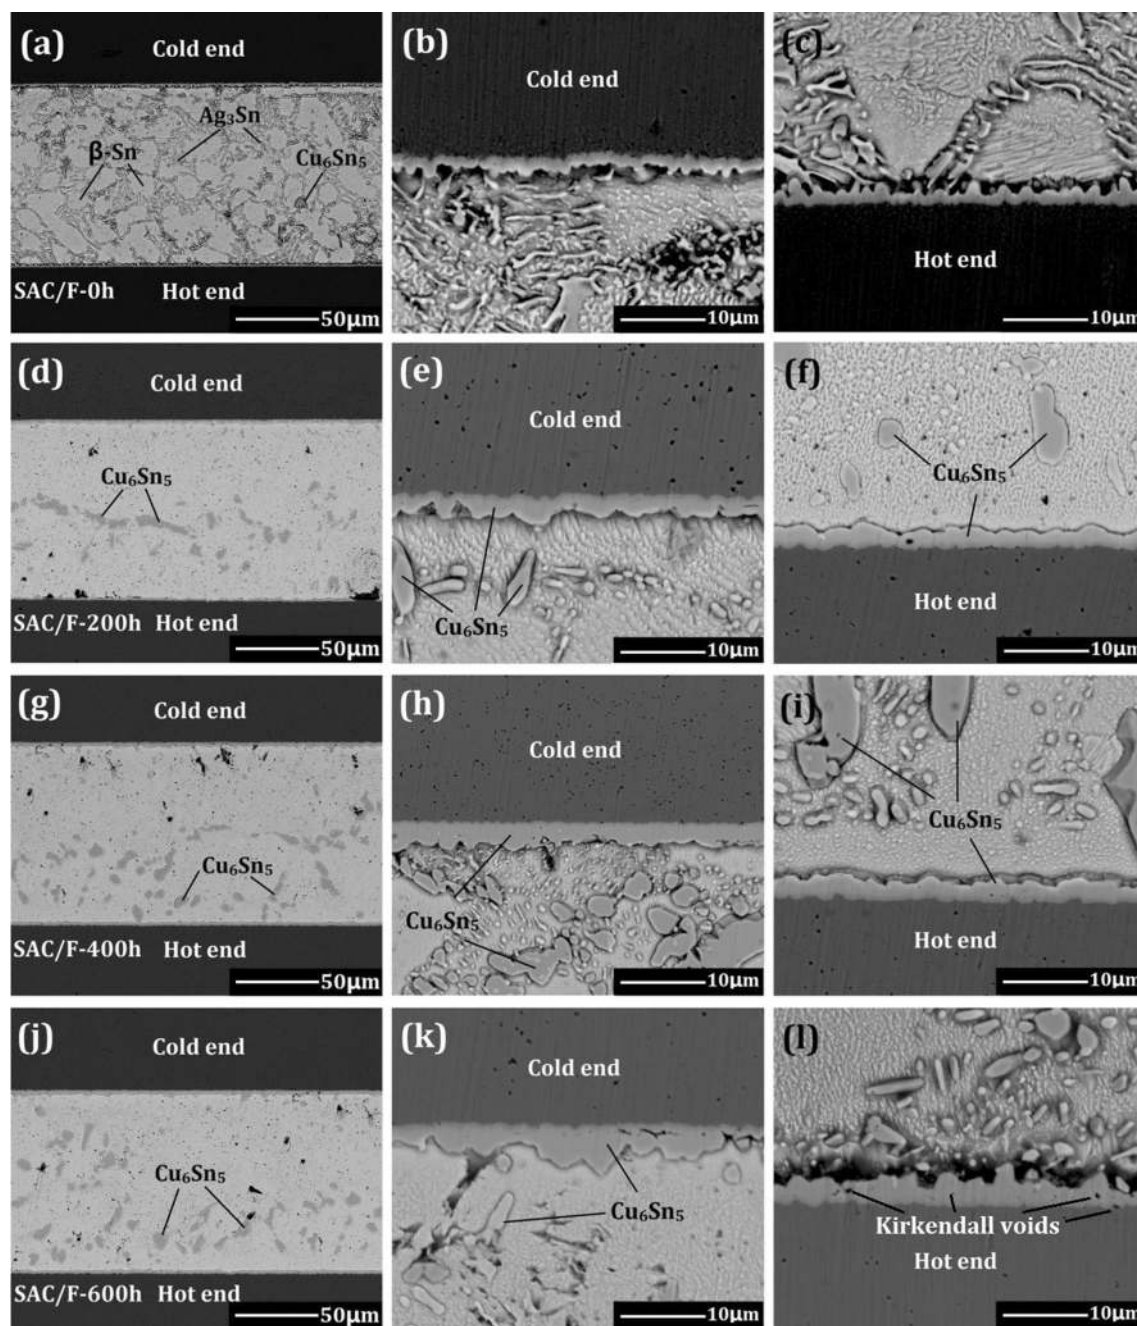 (a)
Cold end
Ag₃Sn
β-Sn
Cu₆Sn₅
SAC/F-0h Hot end
50μm
(b)
Cold end
10μm
(c)
Hot end
10μm
(d)
Cold end
Cu₆Sn₅
SAC/F-200h Hot end
50μm
(e)
Cold end
Cu₆Sn₅
10μm
(f)
Cu₆Sn₅
Hot end
10μm
(g)
Cold end
Cu₆Sn₅
SAC/F-400h Hot end
50μm
(h)
Cold end
Cu₆Sn₅
10μm
(i)
Cu₆Sn₅
Hot end
10μm
(j)
Cold end
Cu₆Sn₅
SAC/F-600h Hot end
50μm
(k)
Cold end
Cu₆Sn₅
10μm
(l)
Kirkendall voids
Hot end
10μm